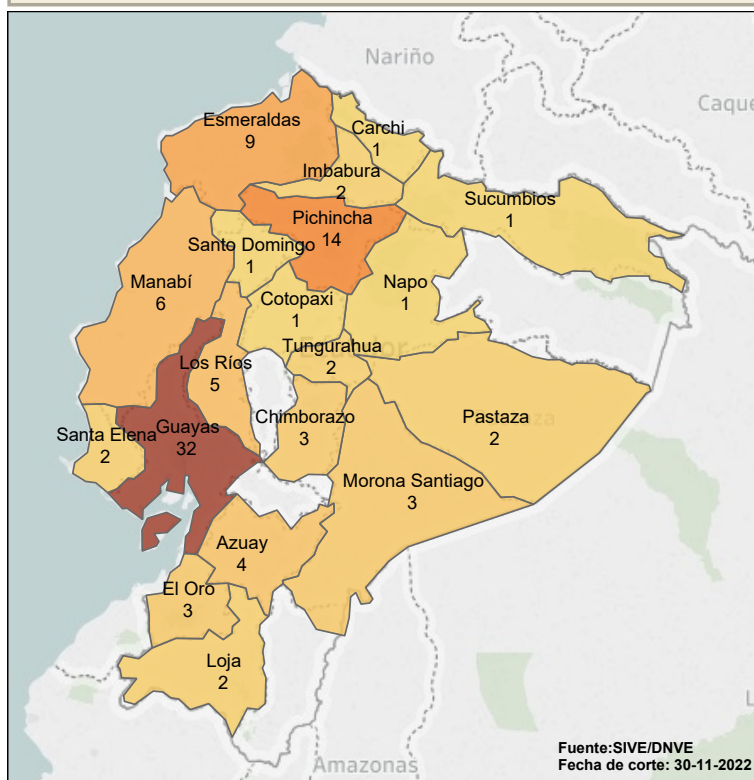 Nariño
Caque
Esmeraldas
9
Carchi
1
Imbabura
2
Sucumbios
1
Pichincha
14
Santo Domingo
1
Manabí
6
Napo
1
Cotopaxi
1
Ecuador
Tungurahua
2
Los Ríos
5
Chimborazo
3
Pastaza
2
Santa Elena
2
Guayas
32
Morona Santiago
3
Azuay
4
El Oro
3
Loja
2
L
Amazonas
Fuente:SIVE/DNVE
Fecha de corte: 30-11-2022